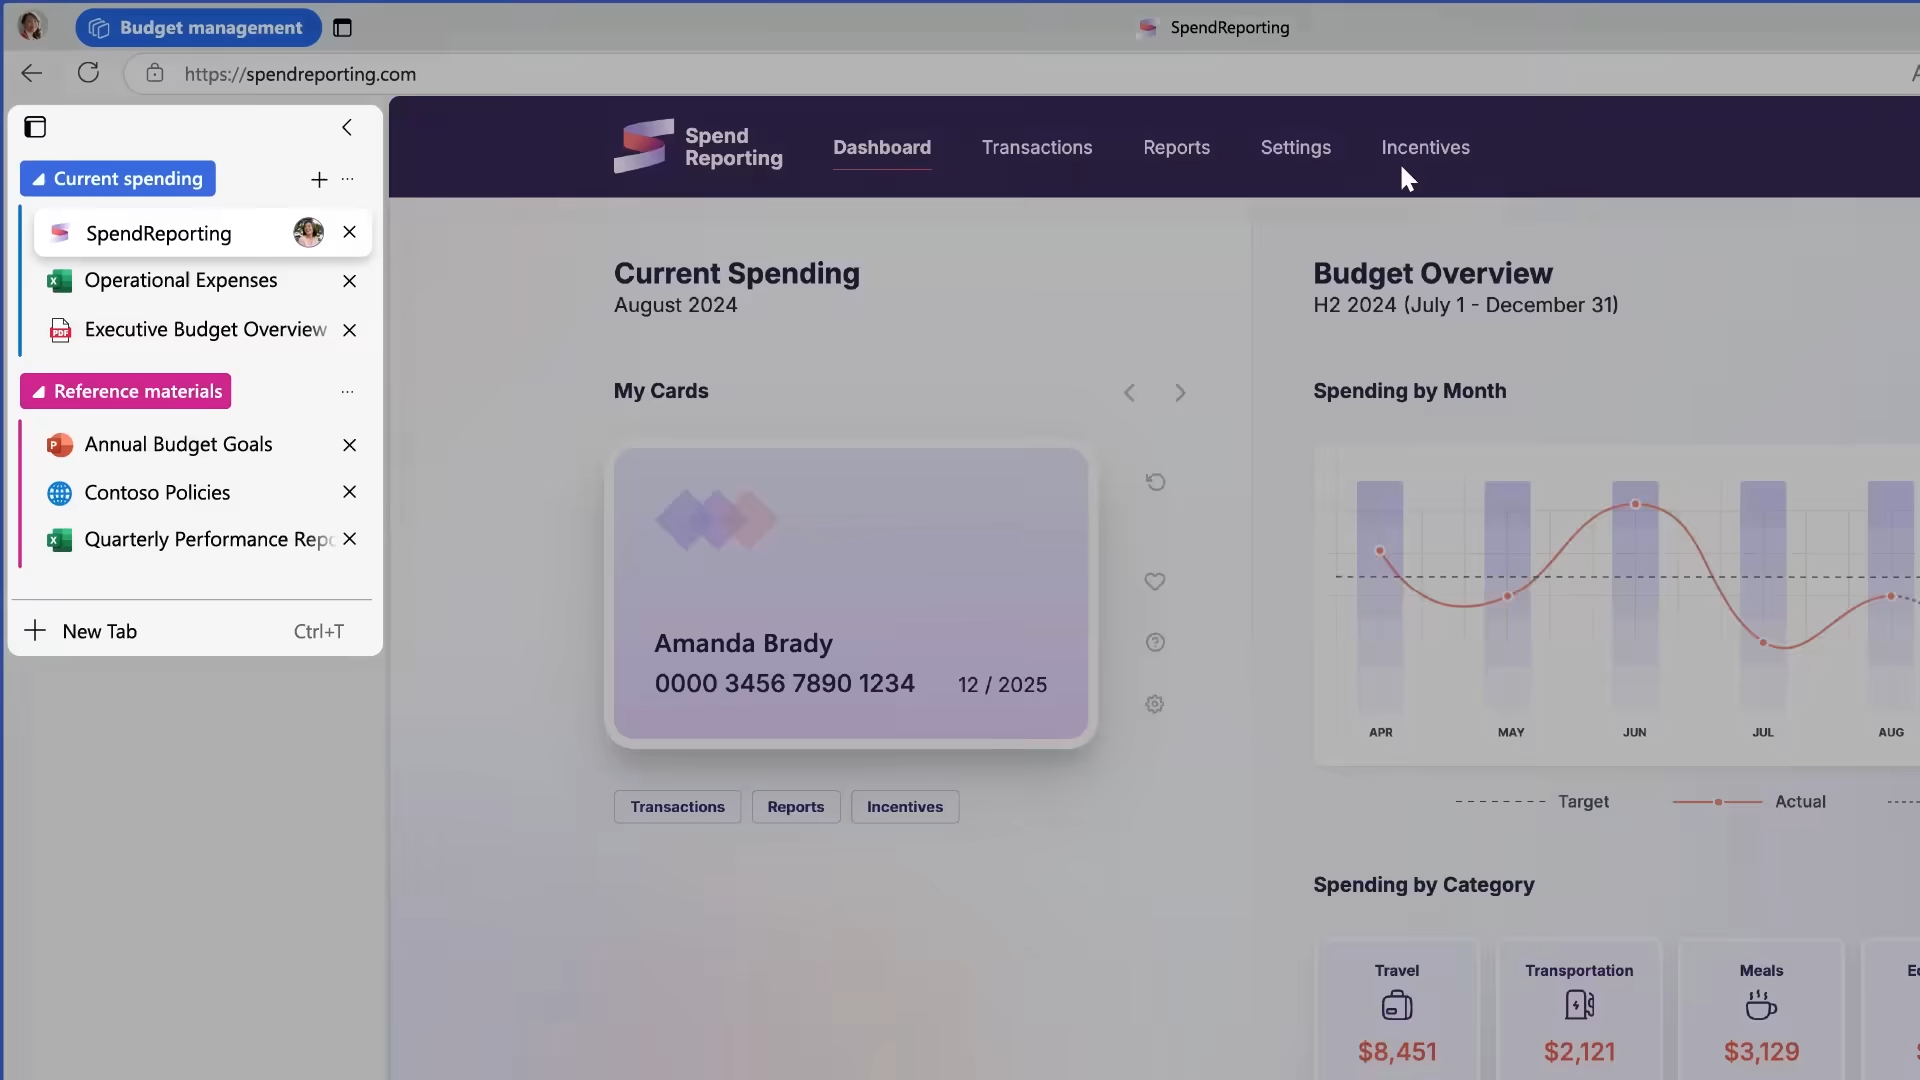 Budget management
SpendReporting
https://spendreporting.com
Current spending
SpendReporting
Operational Expenses
PDF
Executive Budget Overview
Reference materials
Annual Budget Goals
Contoso Policies
Quarterly Performance Rep
New Tab Ctrl+T
Spend
Reporting
Dashboard Transactions Reports Settings Incentives
Current Spending
August 2024
My Cards
Amanda Brady
0000 3456 7890 1234 12 / 2025
Transactions Reports Incentives
Budget Overview
H2 2024 (July 1 - December 31)
Spending by Month
APR MAY JUN JUL AUG
Target Actual
Spending by Category
Travel Transportation Meals
$8,451 $2,121 $3,129